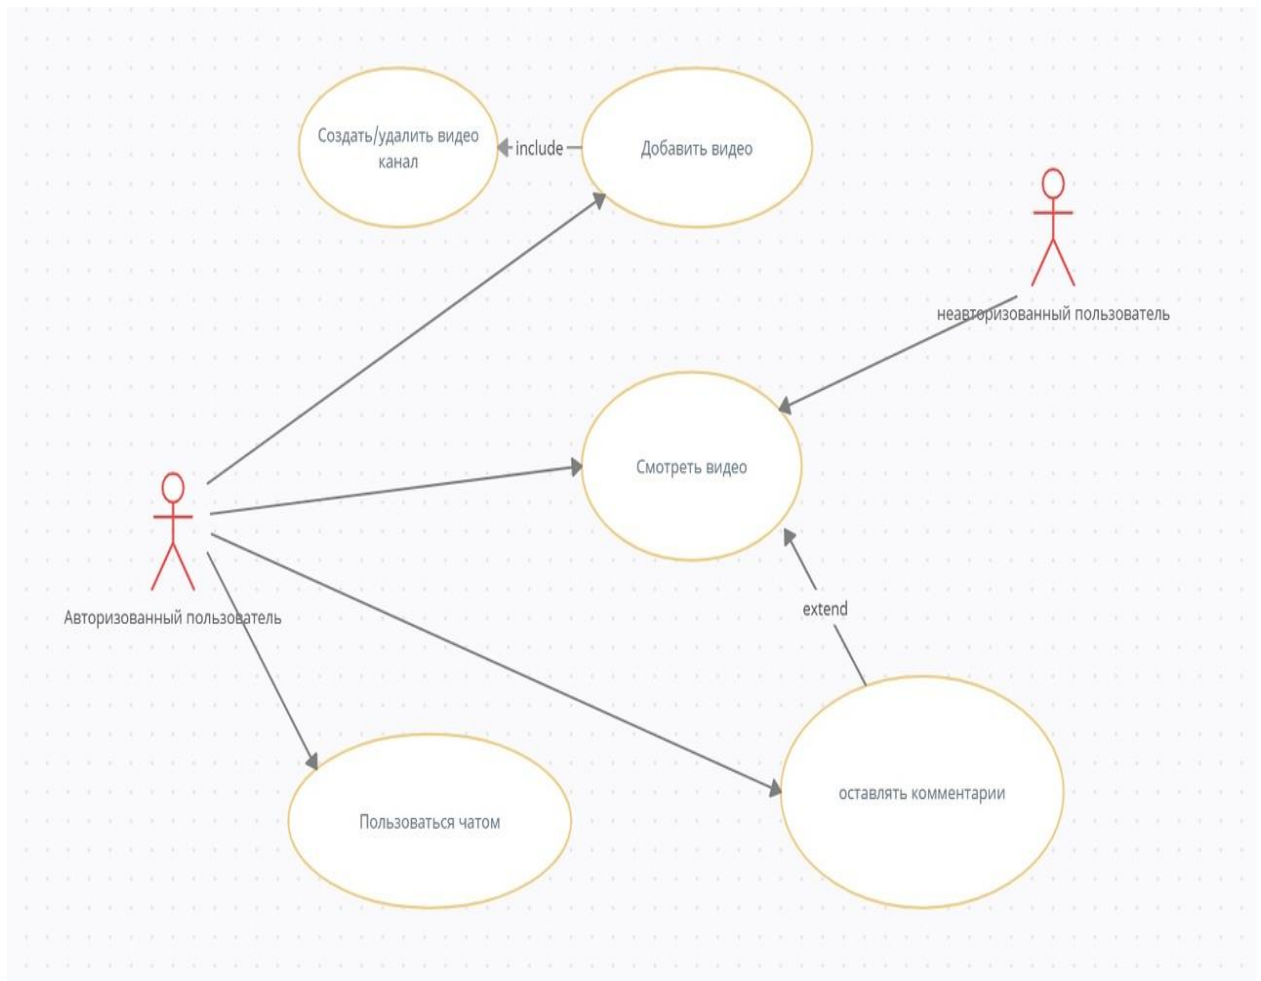 Создать/удалить видео
канал
include
Добавить видео
неавторизованный пользователь
Смотреть видео
Авторизованный пользователь
extend
оставлять комментарии
Пользоваться чатом